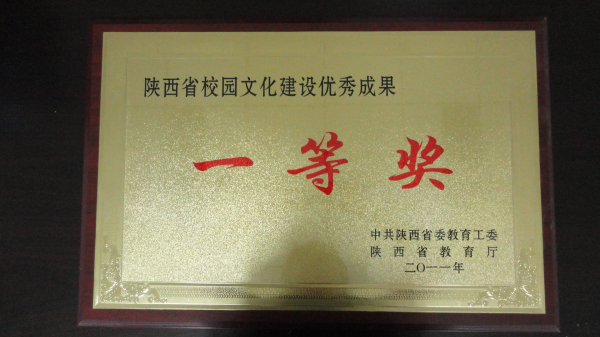 陕西省校园文化建设优秀成果
一等奖
中共陕西省委教育工委
陕西省教育厅
二〇一一年